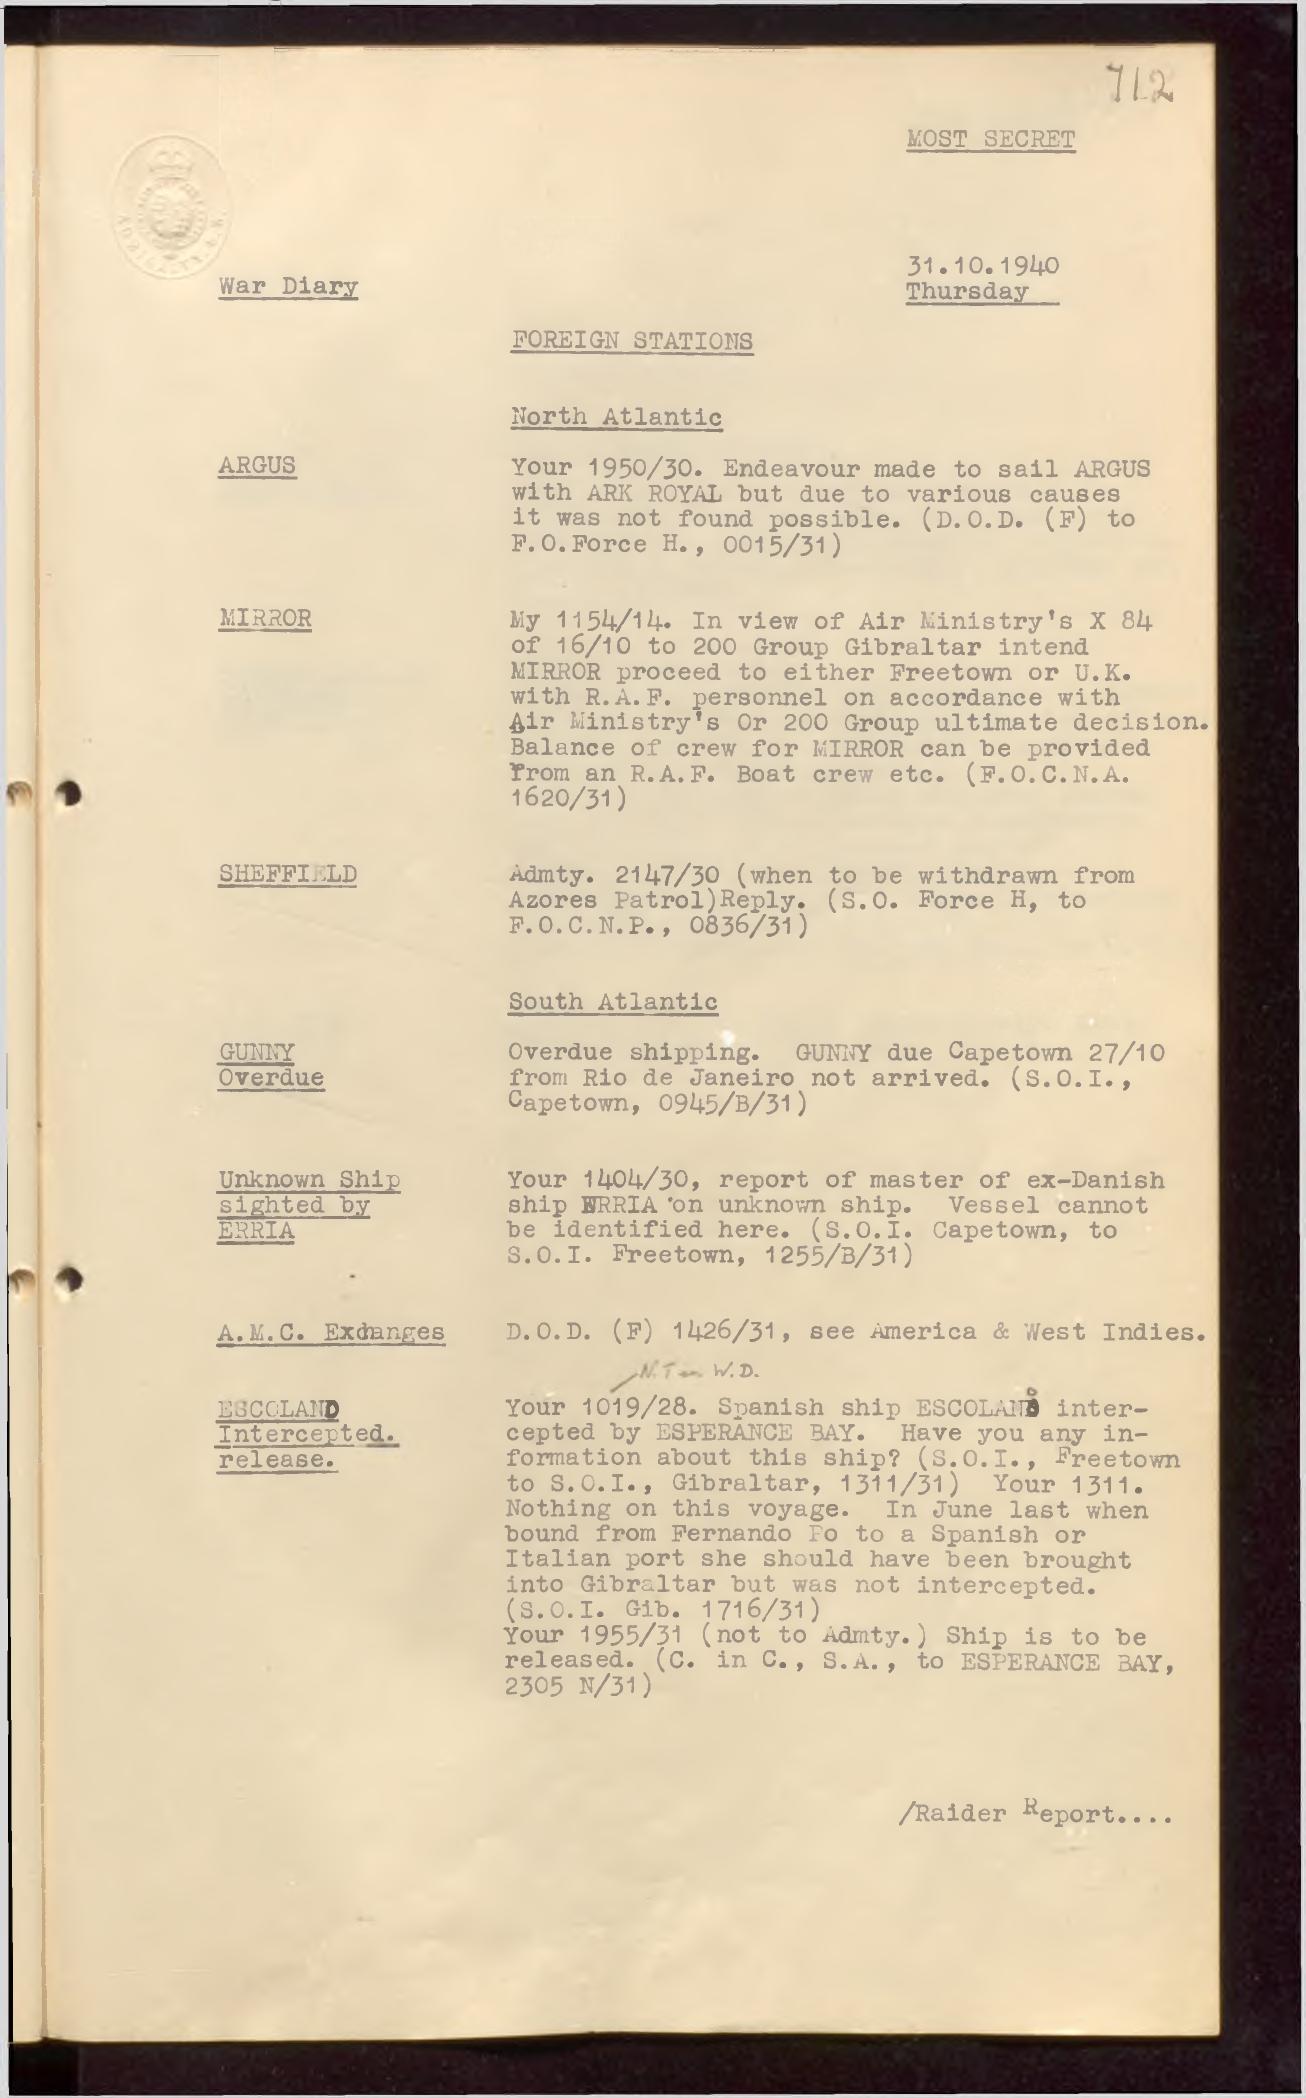 712
MOST SECRET
31.10.1940
War Diary
Thursday
FOREIGN STATIONS
North Atlantic
ARGUS
Your 1950/30. Endeavour made to sail ARGUS
with ARK ROYAL but due to various causes
it was not found possible. (D.O.D. (F) to
F.O.Force H., 0015/31)
MIRROR
My 1154/14. In view of Air Ministry's X 84
of 16/10 to 200 Group Gibraltar intend
MIRROR proceed to either Freetown or U.K.
with R.A.F. personnel on accordance with
Air Ministry's Or 200 Group ultimate decision.
Balance of crew for MIRROR can be provided
from an R.A.F. Boat crew etc. (F.O.C.N.A.
1620/31)
SHEFFIELD
Admty. 2147/30 (when to be withdrawn from
Azores Patrol)Reply. (S.O. Force H, to
F.O.C.N.P., 0836/31)
South Atlantic
GUNNY
Overdue
Overdue shipping. GUNNY due Capetown 27/10
from Rio de Janeiro not arrived. (S.O.I.,
Capetown, 0945/B/31)
Unknown Ship
sighted by
ERRIA
Your 1404/30, report of master of ex-Danish
ship ERRIA on unknown ship. Vessel cannot
be identified here. (S.O.I. Capetown, to
S.O.I. Freetown, 1255/B/31)
A.M.C. Exchanges
D.O.D. (F) 1426/31, see America & West Indies.
W.D.
ESCOLANO
Intercepted.
release.
Your 1019/28. Spanish ship ESCOLANO inter-
cepted by ESPERANCE BAY. Have you any in-
formation about this ship? (S.O.I., Freetown
to S.O.I., Gibraltar, 1311/31) Your 1311.
Nothing on this voyage. In June last when
bound from Fernando Po to a Spanish or
Italian port she should have been brought
into Gibraltar but was not intercepted.
(S.O.I. Gib. 1716/31)
Your 1955/31 (not to Admty.) Ship is to be
released. (C. in C., S.A., to ESPERANCE BAY,
2305 N/31)
/Raider Report....